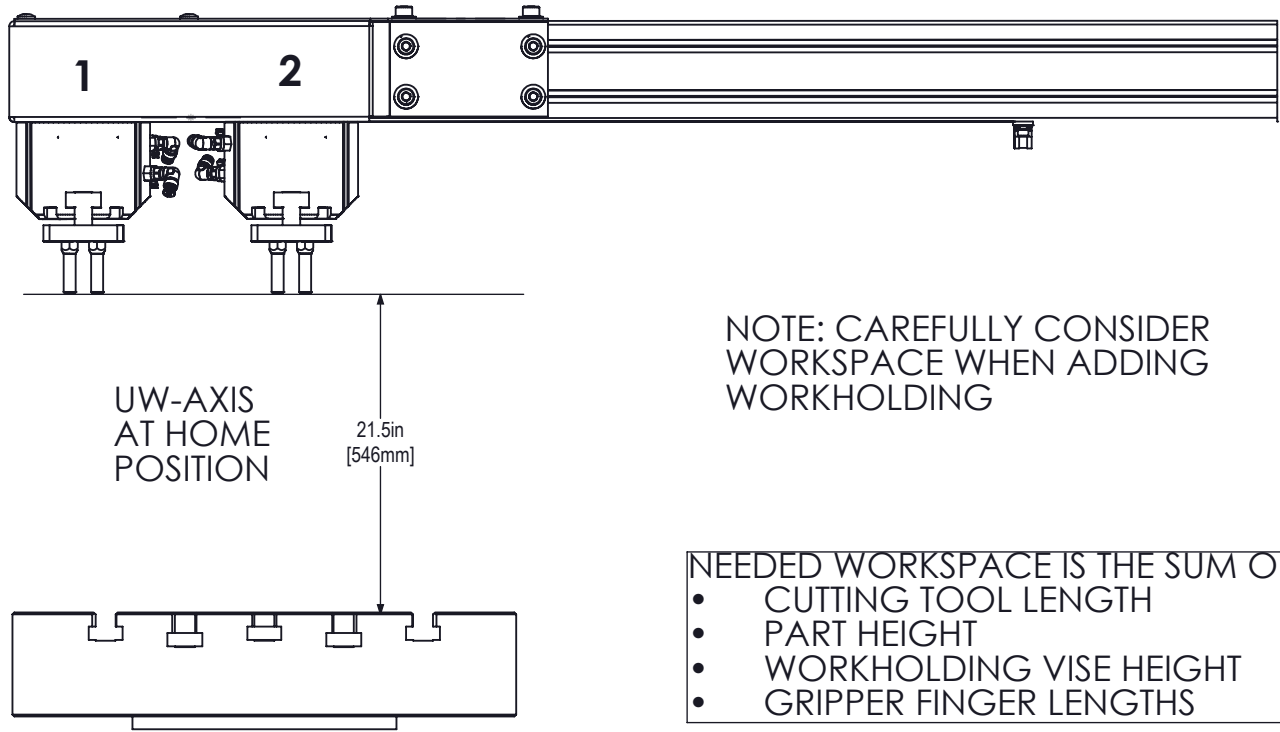 1
2
UW-AXIS
AT HOME
POSITION
21.5in
[546mm]
NOTE: CAREFULLY CONSIDER
WORKSPACE WHEN ADDING
WORKHOLDING
NEEDED WORKSPACE IS THE SUM O
• CUTTING TOOL LENGTH
• PART HEIGHT
• WORKHOLDING VISE HEIGHT
• GRIPPER FINGER LENGTHS